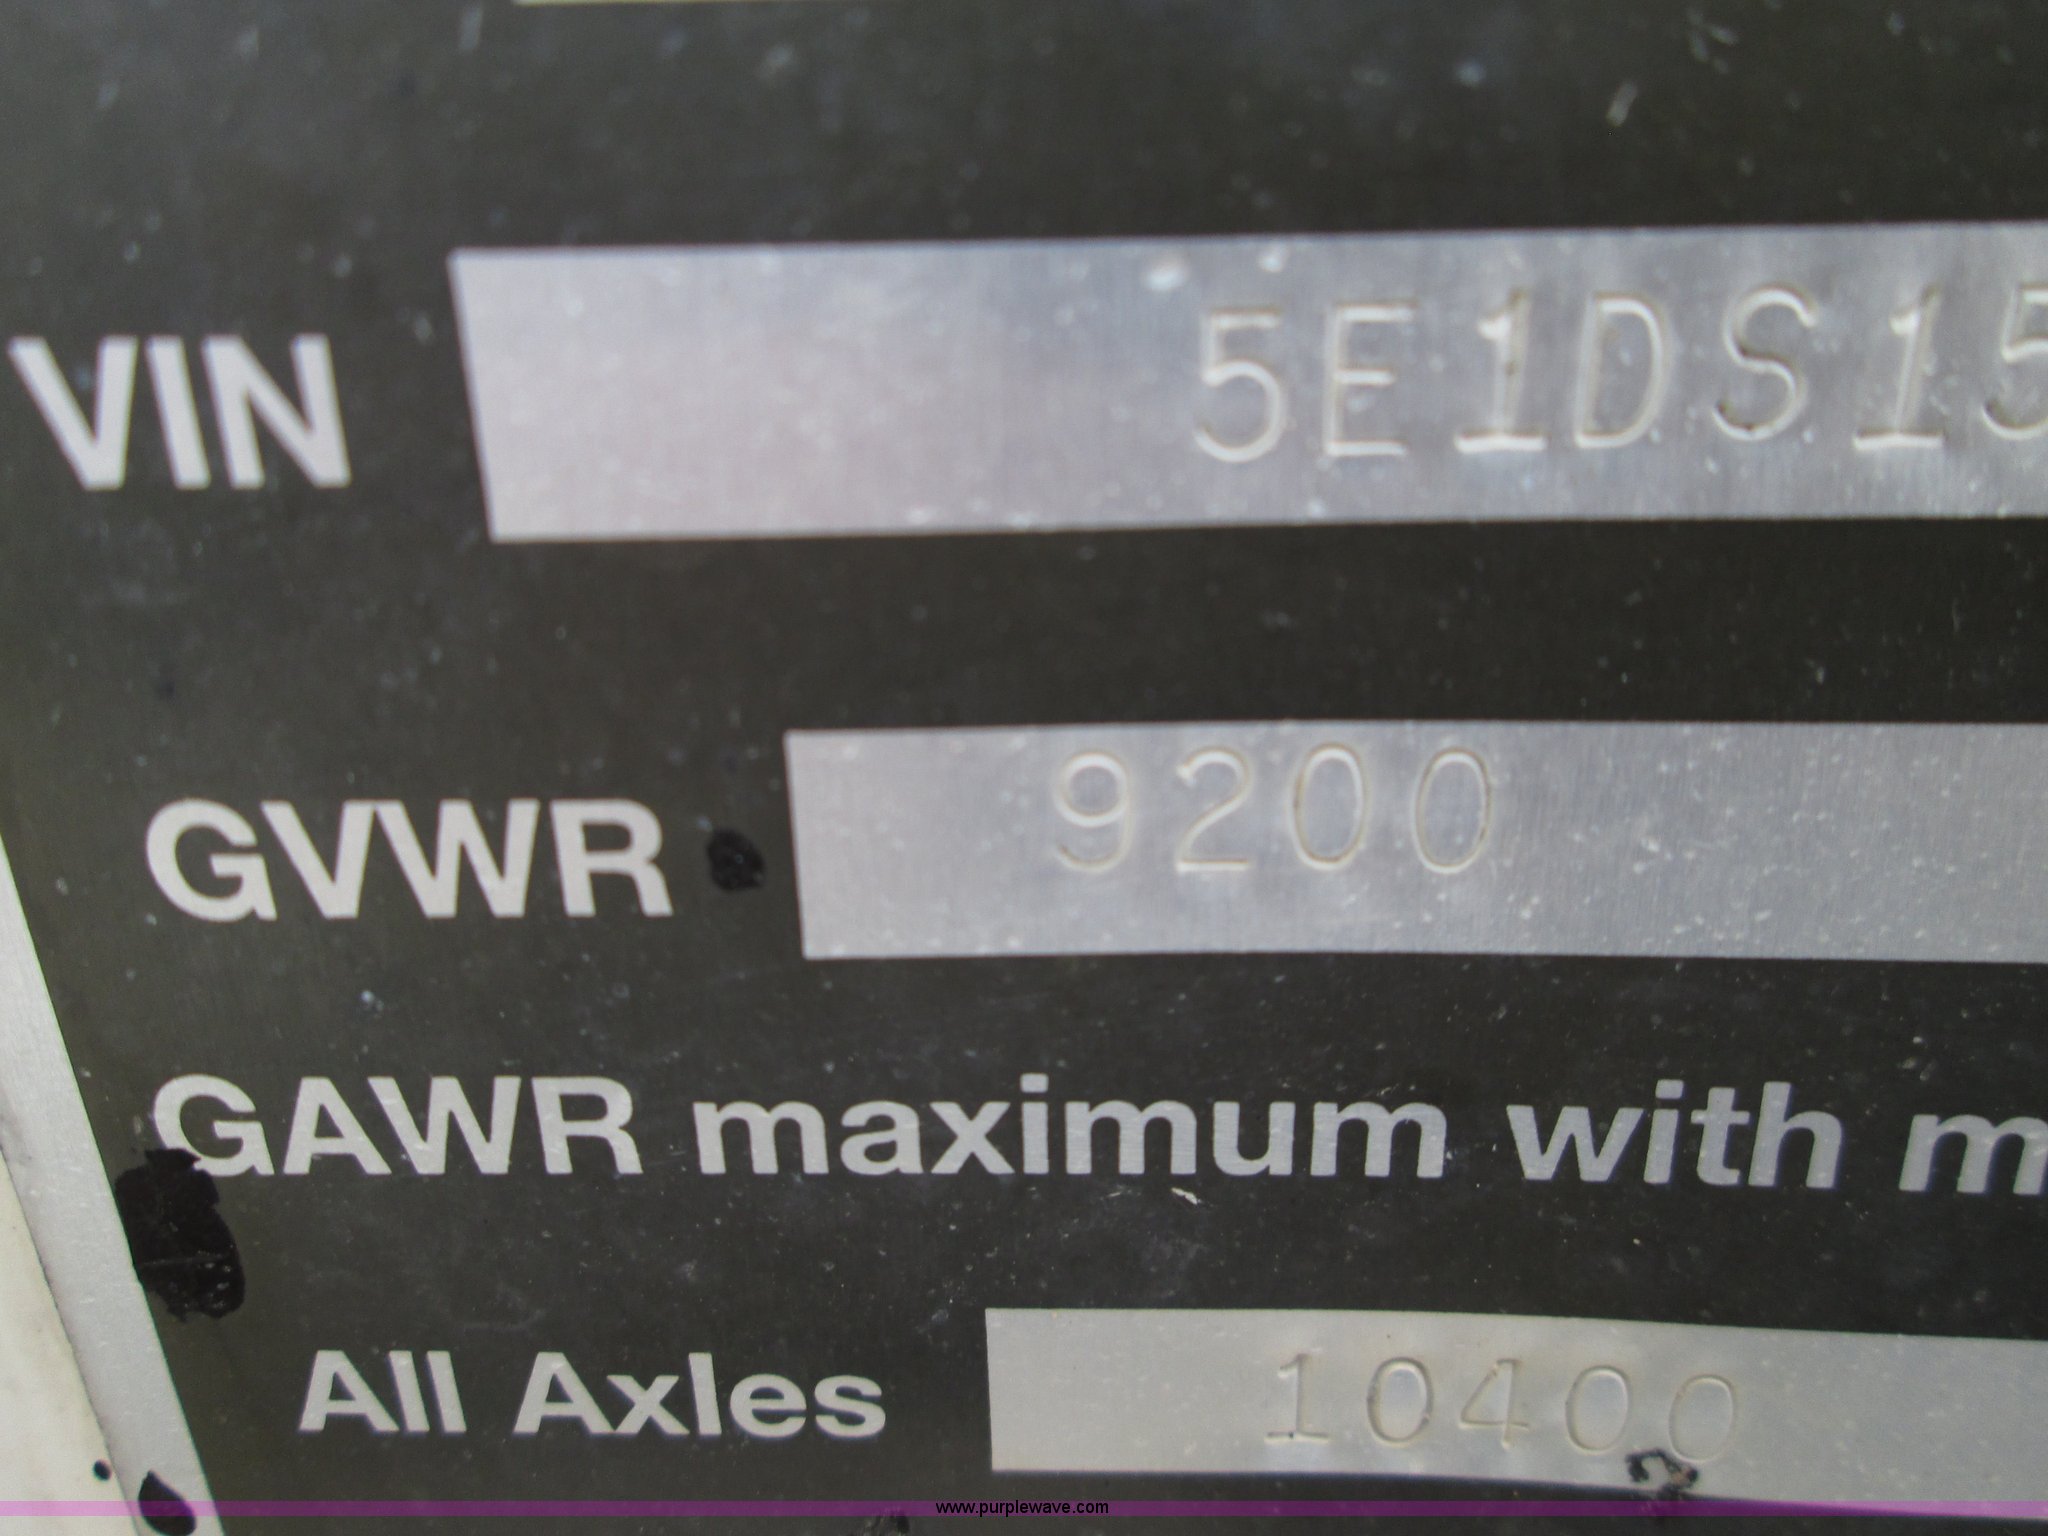 VIN 5E1DS15
GVWR 9200
GAWR maximum with m
All Axles 10400
www.purplewave.com